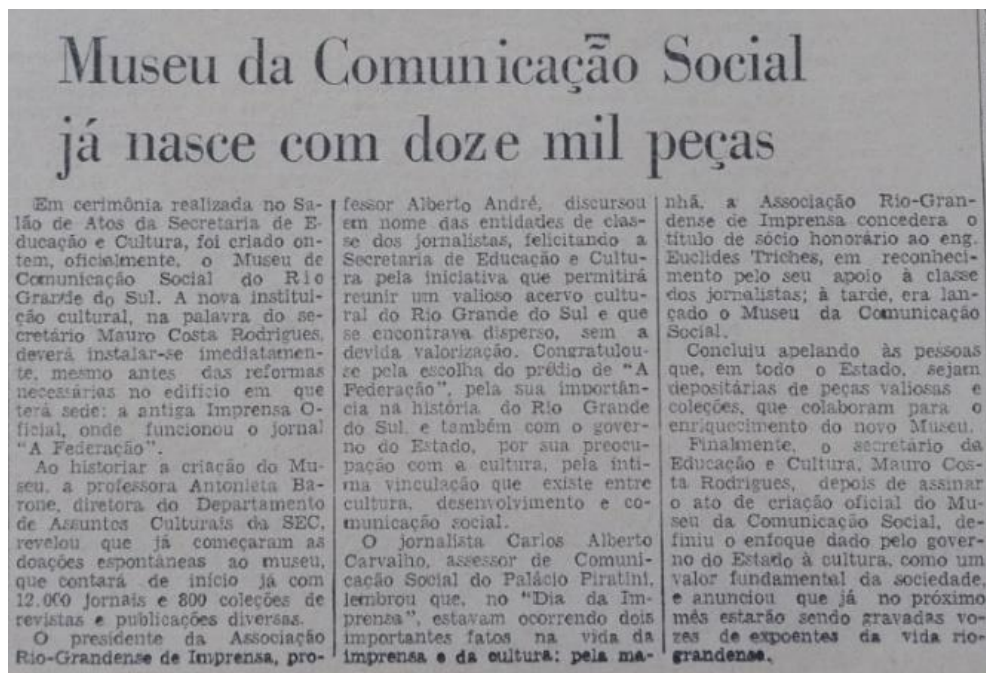 Museu da Comunicação Social
já nasce com doze mil peças
Em cerimônia realizada no Sa-
lão de Atos da Secretaria de E-
ducação e Cultura, foi criado on-
tem, oficialmente, o Museu de
Comunicação Social do Rio
Grande do Sul. A nova institui-
ção cultural, na palavra do se-
cretário Mauro Costa Rodrigues,
deverá instalar-se imediatamen-
te, mesmo antes das reformas
necessárias no edifício em que
terá sede: a antiga Imprensa O-
ficial, onde funcionou o jornal
"A Federação".
Ao historiar a criação do Mu-
seu, a professora Antonieta Ba-
rone, diretora do Departamento
de Assuntos Culturais da SEC,
revelou que já começaram as
doações espontâneas ao museu,
que contará de início já com
12.000 jornais e 800 coleções de
revistas e publicações diversas.
O presidente da Associação
Rio-Grandense de Imprensa, pro-
fessor Alberto André, discursou
em nome das entidades de clas-
se dos jornalistas, felicitando a
Secretaria de Educação e Cultu-
ra pela iniciativa que permitirá
reunir um valioso acervo cultu-
ral do Rio Grande do Sul e que
se encontrava disperso, sem a
devida valorização. Congratulou-
se pela escolha do prédio de "A
Federação", pela sua importân-
cia na história do Rio Grande
do Sul, e também com o gover-
no do Estado, por sua preocu-
pação com a cultura, pela ínti-
ma vinculação que existe entre
cultura, desenvolvimento e co-
municação social.
O jornalista Carlos Alberto
Carvalho, assessor de Comuni-
cação Social do Palácio Piratini,
lembrou que, no "Dia da Im-
prensa", estavam ocorrendo dois
importantes fatos na vida da
imprensa e da cultura: pela ma-
nhã, a Associação Rio-Gran-
dense de Imprensa concedera o
título de sócio honorário ao eng.
Euclides Triches, em reconheci-
mento pelo seu apoio à classe
dos jornalistas; à tarde, era lan-
çado o Museu da Comunicação
Social.
Concluiu apelando às pessoas
que, em todo o Estado, sejam
depositárias de peças valiosas e
coleções, que colaboram para o
enriquecimento do novo Museu.
Finalmente, o secretário da
Educação e Cultura, Mauro Cos-
ta Rodrigues, depois de assinar
o ato de criação oficial do Mu-
seu da Comunicação Social, de-
finiu o enfoque dado pelo gover-
no do Estado à cultura, como um
valor fundamental da sociedade,
e anunciou que já no próximo
mês estarão sendo gravadas vo-
zes de expoentes da vida rio-
grandense.